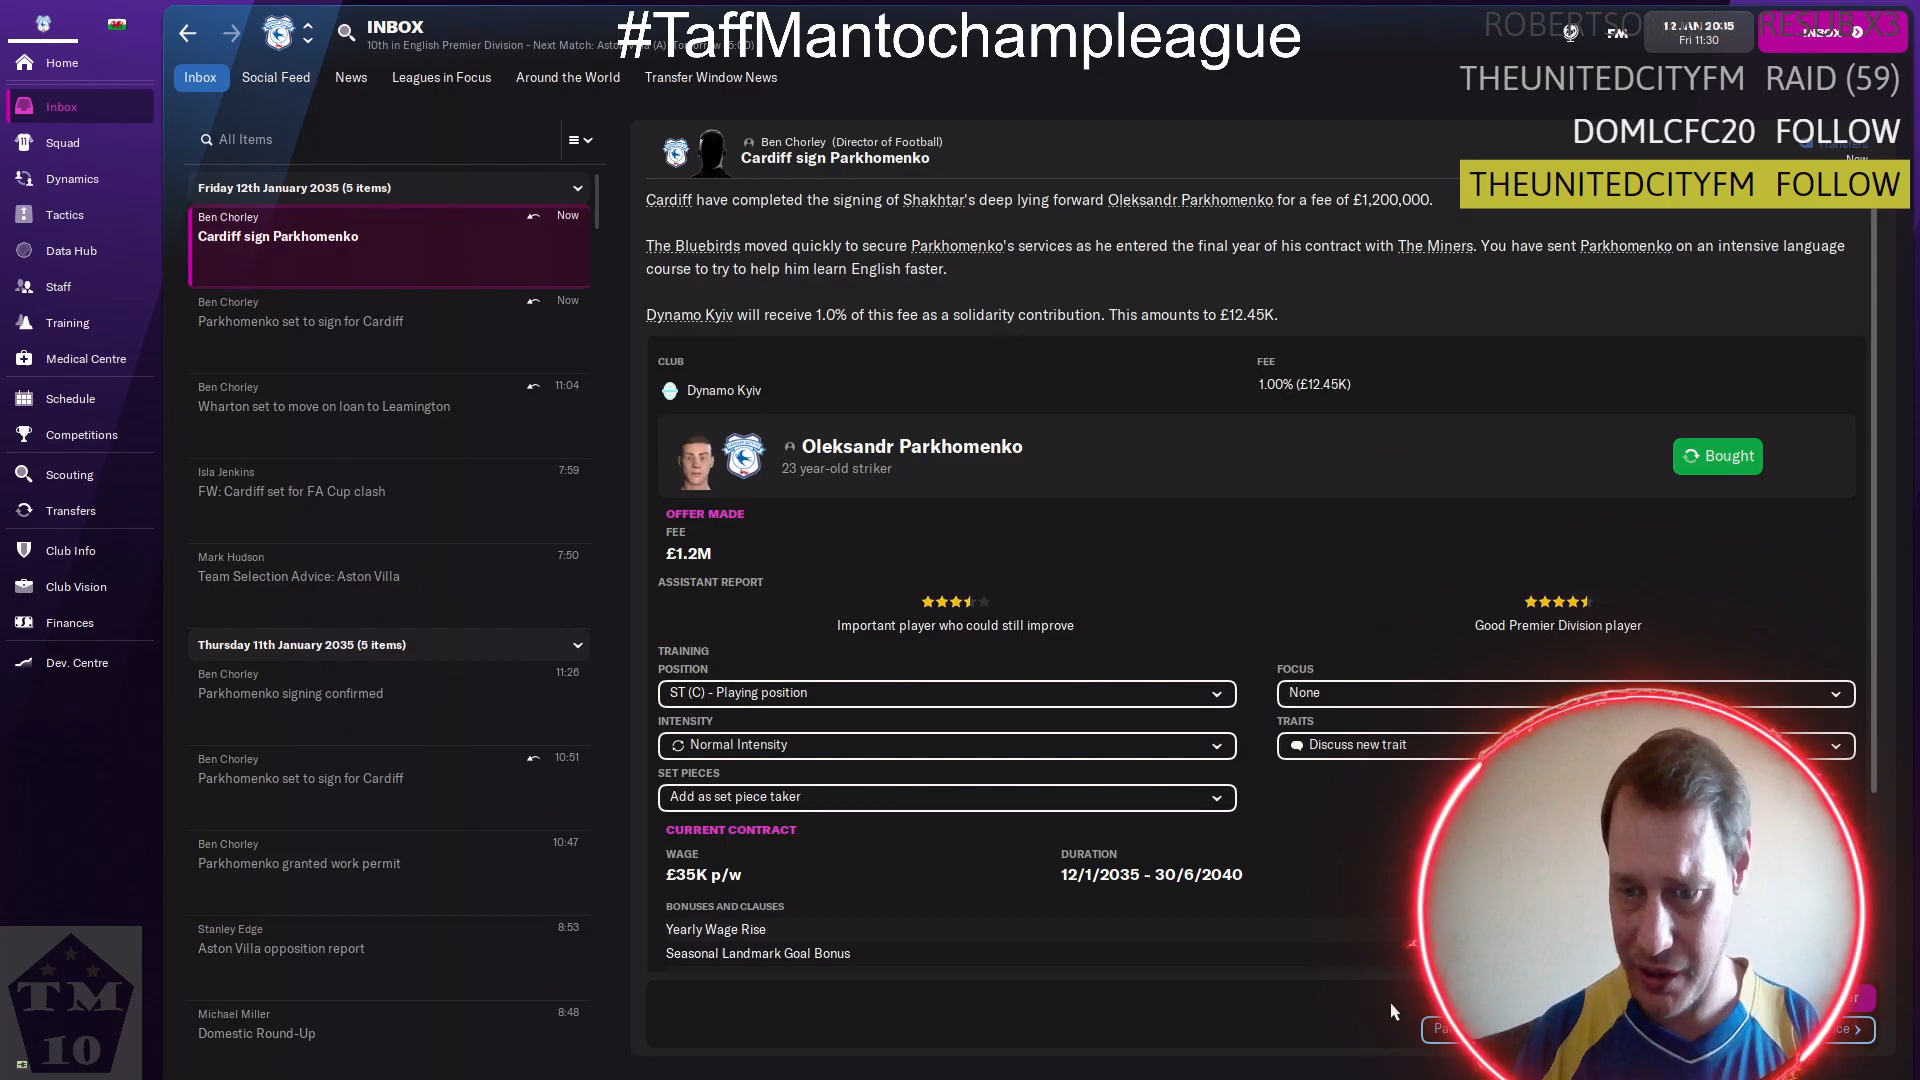 #TaffMantochampleague
INBOX
10th in English Premier Division - Next Match:
12 JAN 2035
Fri 11:30
RESUB X3
THEUNITEDCITYFM RAID (59)
DOMLCFC20 FOLLOW
THEUNITEDCITYFM FOLLOW
Home
Inbox
Squad
Dynamics
Tactics
Data Hub
Staff
Training
Medical Centre
Schedule
Competitions
Scouting
Transfers
Club Info
Club Vision
Finances
Dev. Centre
TM
10
Inbox
Social Feed
News
Leagues in Focus
Around the World
Transfer Window News
All Items
Friday 12th January 2035 (5 items)
Ben Chorley Now
Cardiff sign Parkhomenko
Ben Chorley Now
Parkhomenko set to sign for Cardiff
Ben Chorley 11:04
Wharton set to move on loan to Leamington
Isla Jenkins 7:59
FW: Cardiff set for FA Cup clash
Mark Hudson 7:50
Team Selection Advice: Aston Villa
Thursday 11th January 2035 (5 items)
Ben Chorley 11:26
Parkhomenko signing confirmed
Ben Chorley 10:51
Parkhomenko set to sign for Cardiff
Ben Chorley 10:47
Parkhomenko granted work permit
Stanley Edge 8:53
Aston Villa opposition report
Michael Miller 8:48
Domestic Round-Up
Ben Chorley (Director of Football)
Cardiff sign Parkhomenko
Transfers
Now
Cardiff have completed the signing of Shakhtar's deep lying forward Oleksandr Parkhomenko for a fee of £1,200,000.
The Bluebirds moved quickly to secure Parkhomenko's services as he entered the final year of his contract with The Miners. You have sent Parkhomenko on an intensive language
course to try to help him learn English faster.
Dynamo Kyiv will receive 1.0% of this fee as a solidarity contribution. This amounts to £12.45K.
CLUB FEE
Dynamo Kyiv 1.00% (£12.45K)
Oleksandr Parkhomenko
23 year-old striker
Bought
OFFER MADE
FEE
£1.2M
ASSISTANT REPORT
Important player who could still improve
Good Premier Division player
TRAINING
POSITION FOCUS
ST (C) - Playing position None
INTENSITY TRAITS
Normal Intensity Discuss new trait
SET PIECES
Add as set piece taker
CURRENT CONTRACT
WAGE DURATION
£35K p/w 12/1/2035 - 30/6/2040
BONUSES AND CLAUSES
Yearly Wage Rise
Seasonal Landmark Goal Bonus